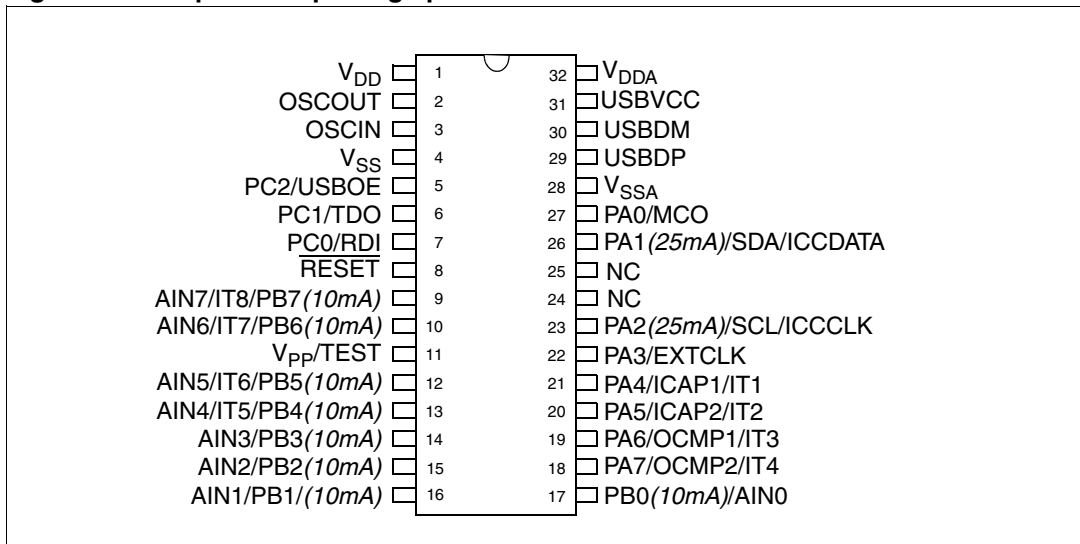 V_DD 1 32 V_DDA
OSCOUT 2 31 USBVCC
OSCIN 3 30 USBDM
V_SS 4 29 USBDP
PC2/USBOE 5 28 V_SSA
PC1/TDO 6 27 PA0/MCO
PC0/RDI 7 26 PA1(25mA)/SDA/ICCDATA
RESET 8 25 NC
AIN7/IT8/PB7(10mA) 9 24 NC
AIN6/IT7/PB6(10mA) 10 23 PA2(25mA)/SCL/ICCCLK
V_PP/TEST 11 22 PA3/EXTCLK
AIN5/IT6/PB5(10mA) 12 21 PA4/ICAP1/IT1
AIN4/IT5/PB4(10mA) 13 20 PA5/ICAP2/IT2
AIN3/PB3(10mA) 14 19 PA6/OCMP1/IT3
AIN2/PB2(10mA) 15 18 PA7/OCMP2/IT4
AIN1/PB1/(10mA) 16 17 PB0(10mA)/AIN0